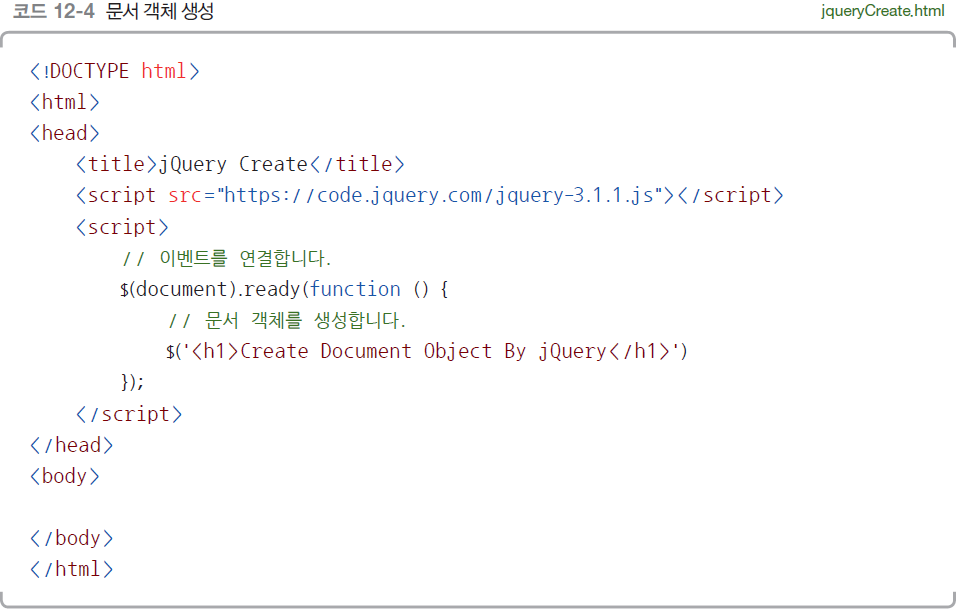 코드 12-4 문서 객체 생성
jqueryCreate.html
<!DOCTYPE html>
<html>
<head>
    <title>jQuery Create</title>
    <script src="https://code.jquery.com/jquery-3.1.1.js"></script>
    <script>
        // 이벤트를 연결합니다.
        $(document).ready(function () {
            // 문서 객체를 생성합니다.
            $('<h1>Create Document Object By jQuery</h1>')
        });
    </script>
</head>
<body>

</body>
</html>